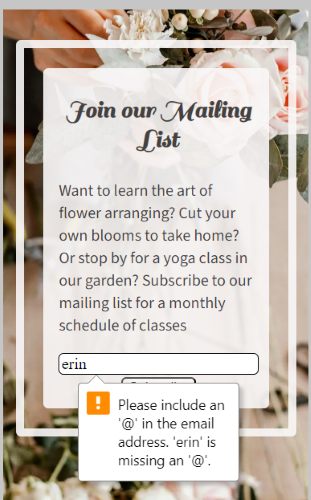 Join our Mailing
List
Want to learn the art of
flower arranging? Cut your
own blooms to take home?
Or stop by for a yoga class in
our garden? Subscribe to our
mailing list for a monthly
schedule of classes
erin
Please include an
'@' in the email
address. 'erin' is
missing an '@'.